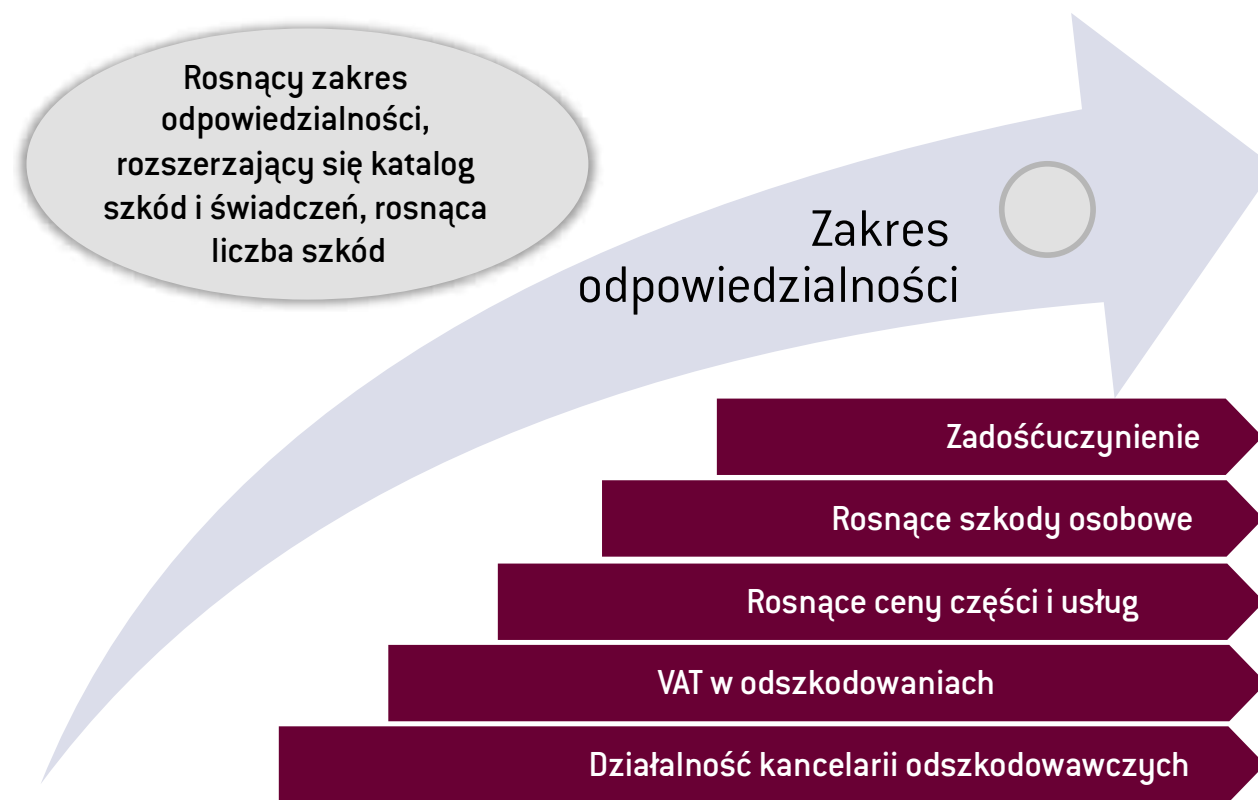 Rosnący zakres
odpowiedzialności,
rozszerzający się katalog
szkód i świadczeń, rosnąca
liczba szkód
Zakres
odpowiedzialności
Zadośćuczynienie
Rosnące szkody osobowe
Rosnące ceny części i usług
VAT w odszkodowaniach
Działalność kancelarii odszkodowawczych